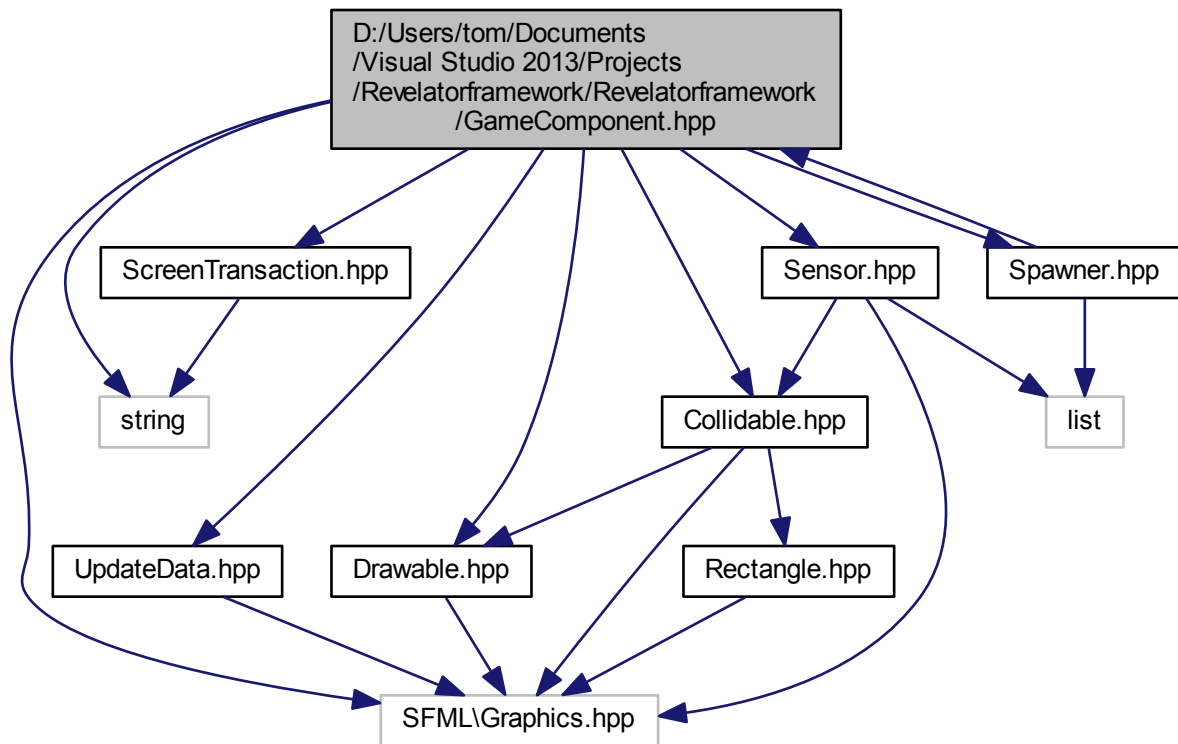 D:/Users/tom/Documents
/Visual Studio 2013/Projects
/Revelatorframework/Revelatorframework
/GameComponent.hpp
ScreenTransaction.hpp
Sensor.hpp
Spawner.hpp
string
Collidable.hpp
list
UpdateData.hpp
Drawable.hpp
Rectangle.hpp
SFML\Graphics.hpp